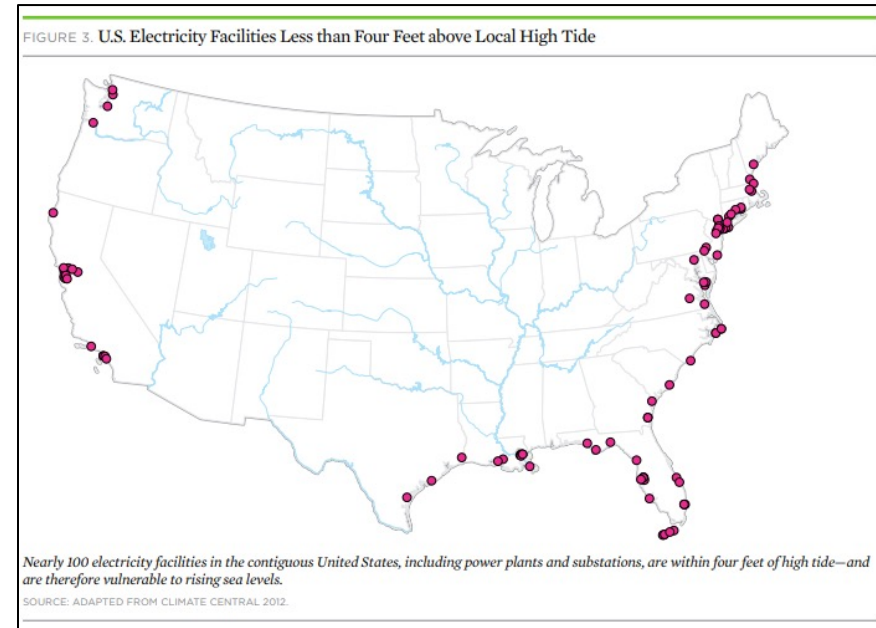 FIGURE 3. U.S. Electricity Facilities Less than Four Feet above Local High Tide
Nearly 100 electricity facilities in the contiguous United States, including power plants and substations, are within four feet of high tide—and
are therefore vulnerable to rising sea levels.
SOURCE: ADAPTED FROM CLIMATE CENTRAL 2012.